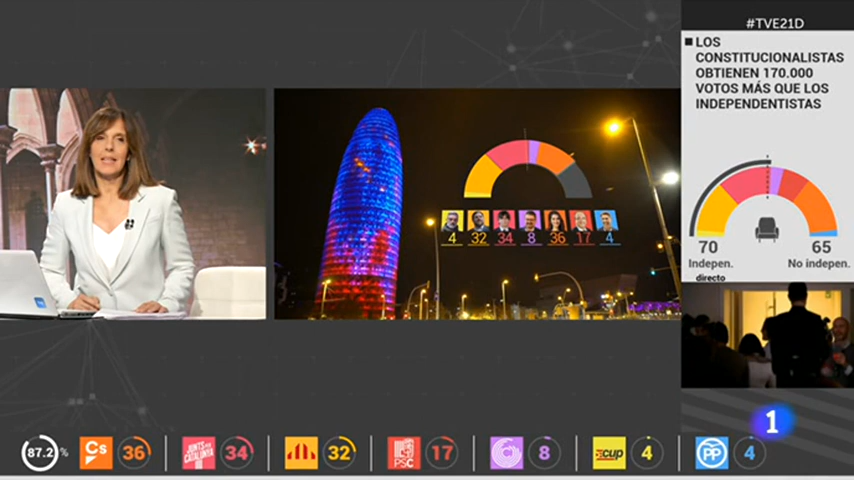 #TVE21D
LOS
CONSTITUCIONALISTAS
OBTIENEN 170.000
VOTOS MÁS QUE LOS
INDEPENDENTISTAS
4 32 34 8 36 17 4
70 65
Indepen. No indepen.
directo
1
87.2 %
Cs 36
JUNTS PER CATALUNYA 34
32
PSC 17
8
CUP 4
PP 4